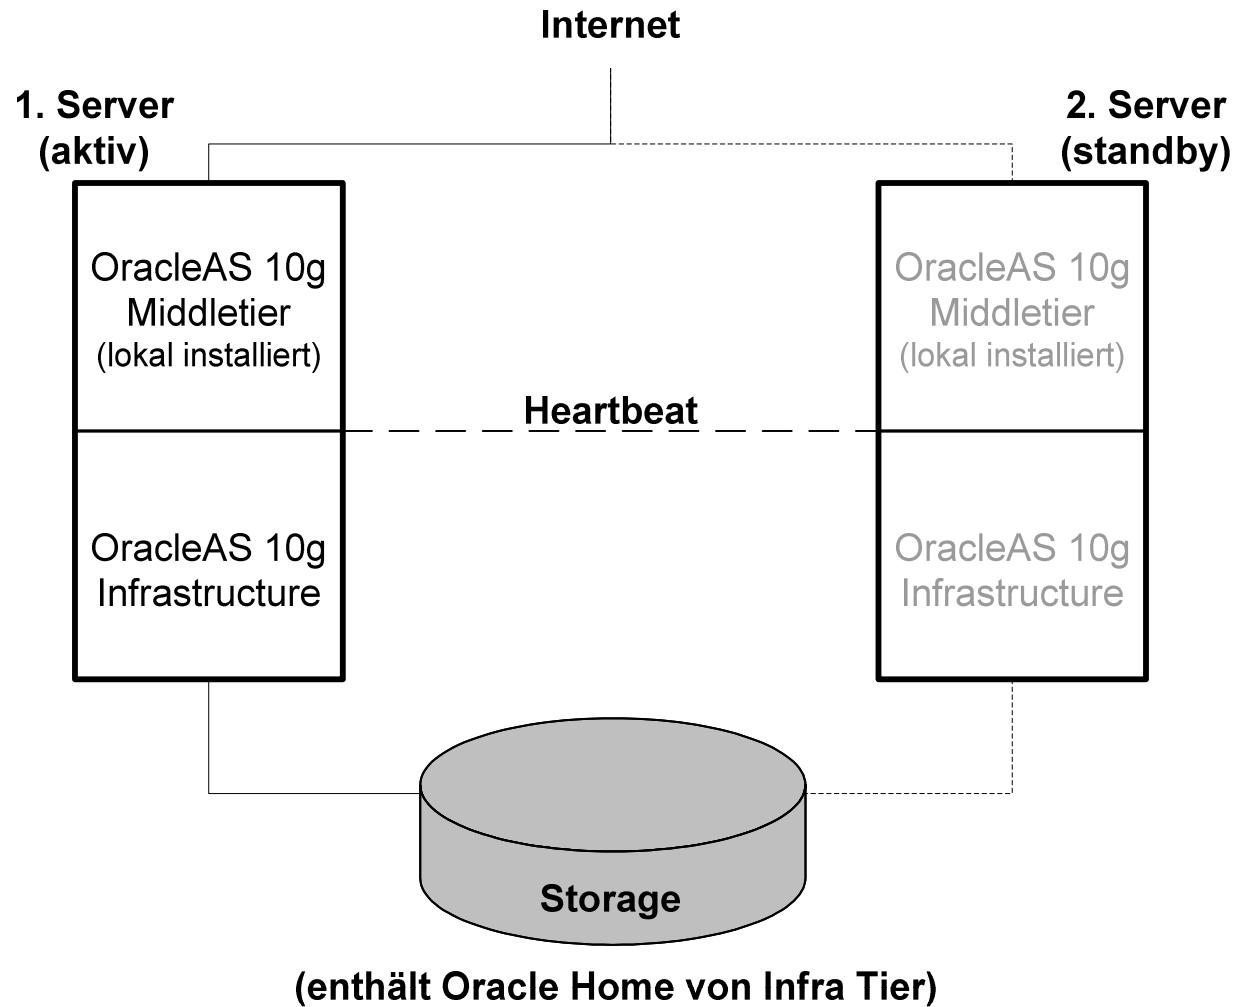 Internet
1. Server
(aktiv)
2. Server
(standby)
OracleAS 10g
Middletier
(lokal installiert)
OracleAS 10g
Middletier
(lokal installiert)
Heartbeat
OracleAS 10g
Infrastructure
OracleAS 10g
Infrastructure
Storage
(enthält Oracle Home von Infra Tier)